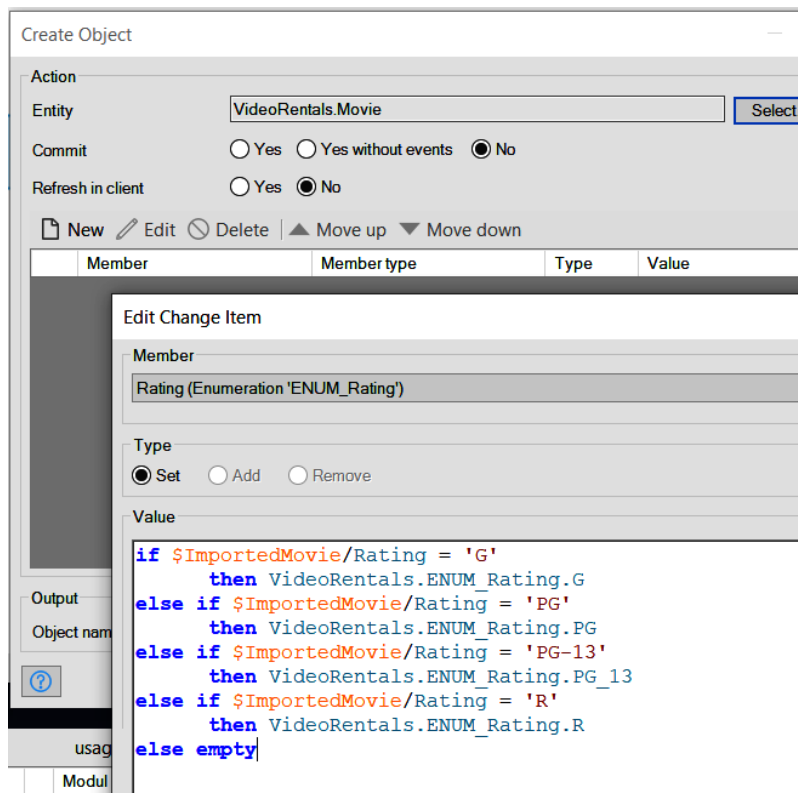 Create Object
Action
Entity VideoRentals.Movie Select
Commit Yes Yes without events No
Refresh in client Yes No
New Edit Delete Move up Move down
Member Member type Type Value
Edit Change Item
Member
Rating (Enumeration 'ENUM_Rating')
Type
Set Add Remove
Value
if $ImportedMovie/Rating = 'G'
then VideoRentals.ENUM_Rating.G
else if $ImportedMovie/Rating = 'PG'
then VideoRentals.ENUM_Rating.PG
else if $ImportedMovie/Rating = 'PG-13'
then VideoRentals.ENUM_Rating.PG_13
else if $ImportedMovie/Rating = 'R'
then VideoRentals.ENUM_Rating.R
else empty
Output
Object nam
?
usag
Modul